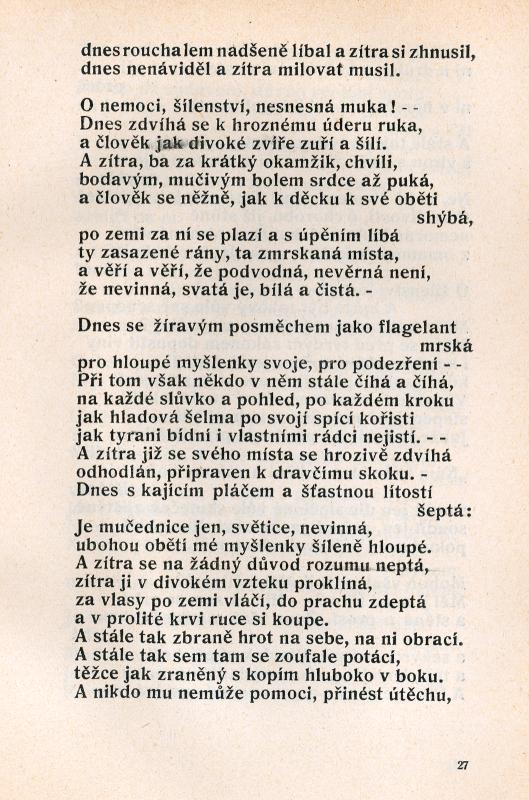 dnes roucha lem nadšeně líbal a zítra si zhnusil,
dnes nenáviděl a zítra milovať musil.
O nemoci, šílenství, nesnesná muka! - -
Dnes zdvíhá se k hroznému úderu ruka,
a člověk jak divoké zvíře zuří a šílí.
A zítra, ba za krátký okamžik, chvíli,
bodavým, mučivým bolem srdce až puká,
a člověk se něžně, jak k děcku k své oběti
shýbá,
po zemi za ní se plazí a s úpěním líbá
ty zasazené rány, ta zmrskaná místa,
a věří a věří, že podvodná, nevěrná není,
že nevinná, svatá je, bílá a čistá. -
Dnes se žíravým posměchem jako flagelant
mrská
pro hloupé myšlenky svoje, pro podezření - -
Při tom však někdo v něm stále číhá a číhá,
na každé slůvko a pohled, po každém kroku
jak hladová šelma po svojí spící kořisti
jak tyrani bídní i vlastními rádci nejistí. - -
A zítra již se svého místa se hrozivě zdvíhá
odhodlán, připraven k dravčímu skoku. -
Dnes s kajícím pláčem a šťastnou lítostí
šeptá:
Je mučednice jen, světice, nevinná,
ubohou obětí mé myšlenky šíleně hloupé.
A zítra se na žádný důvod rozumu neptá,
zítra ji v divokém vzteku proklíná,
za vlasy po zemi vláčí, do prachu zdeptá
a v prolité krvi ruce si koupe.
A stále tak zbraně hrot na sebe, na ni obrací.
A stále tak sem tam se zoufale potácí,
těžce jak zraněný s kopím hluboko v boku.
A nikdo mu nemůže pomoci, přinést útěchu,
27